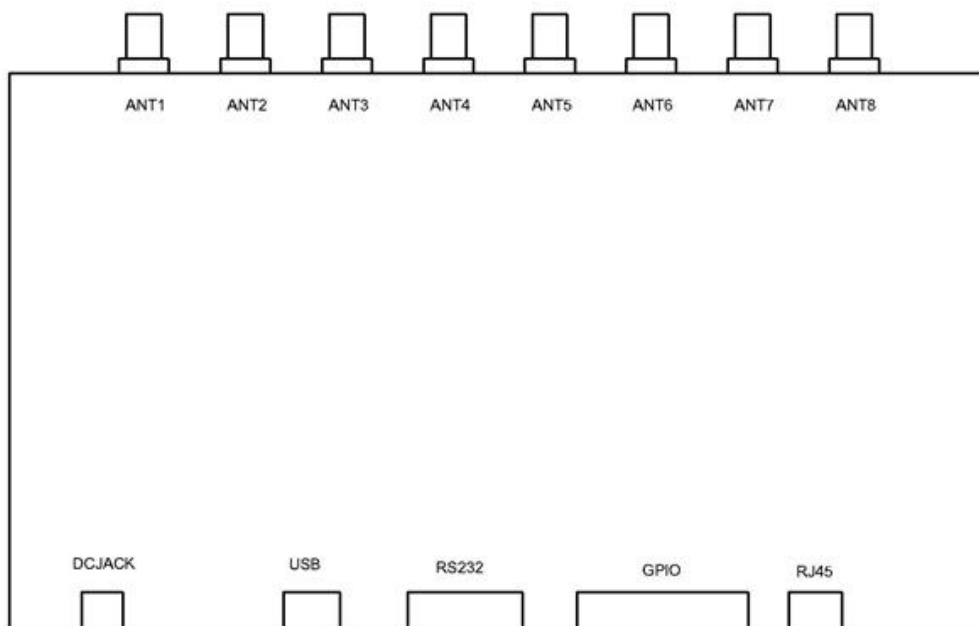 ANT1 ANT2 ANT3 ANT4 ANT5 ANT6 ANT7 ANT8
DCJACK USB RS232 GPIO RJ45